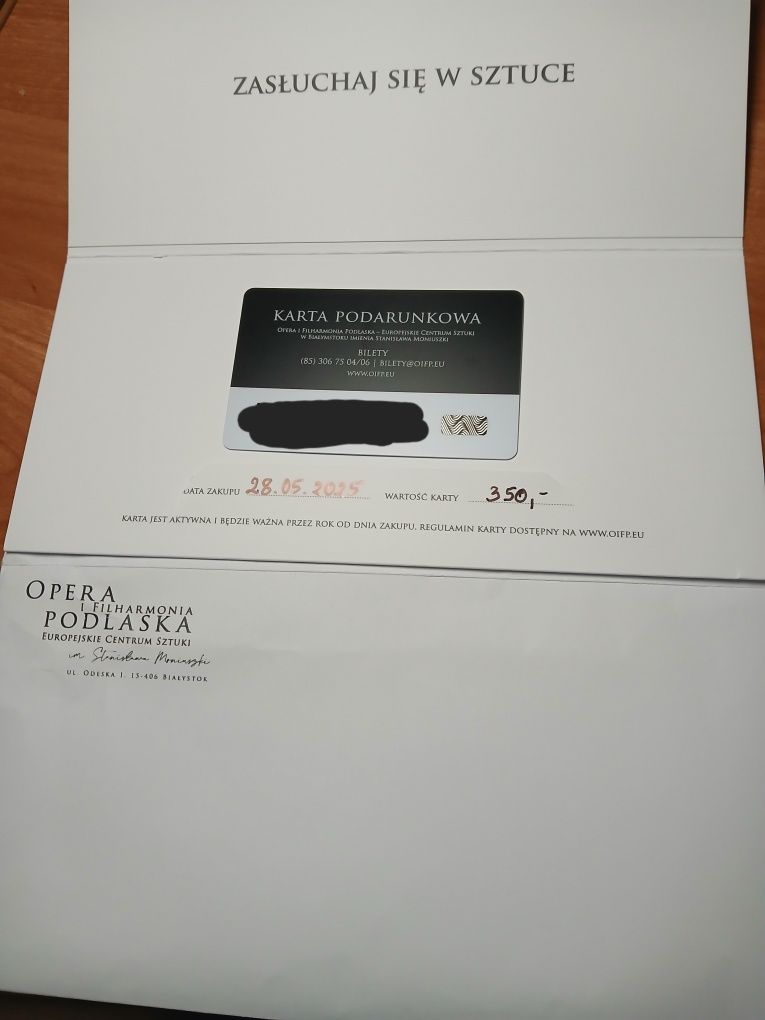 ZASŁUCHAJ SIĘ W SZTUCE
KARTA PODARUNKOWA
OPERA I FILHARMONIA PODLASKA – EUROPEJSKIE CENTRUM SZTUKI
W BIAŁYMSTOKU IMIENIA STANISŁAWA MONIUSZKI
BILETY
(85) 306 75 04/06 | BILETY@OIFP.EU
WWW.OIFP.EU
DATA ZAKUPU 28.05.2025 WARTOŚĆ KARTY 350,-
KARTA JEST AKTYWNA I BĘDZIE WAŻNA PRZEZ ROK OD DNIA ZAKUPU. REGULAMIN KARTY DOSTĘPNY NA WWW.OIFP.EU
OPERA
I FILHARMONIA
PODLASKA
EUROPEJSKIE CENTRUM SZTUKI
im Stanisława Moniuszki
UL. ODESKA 1, 15-406 BIAŁYSTOK